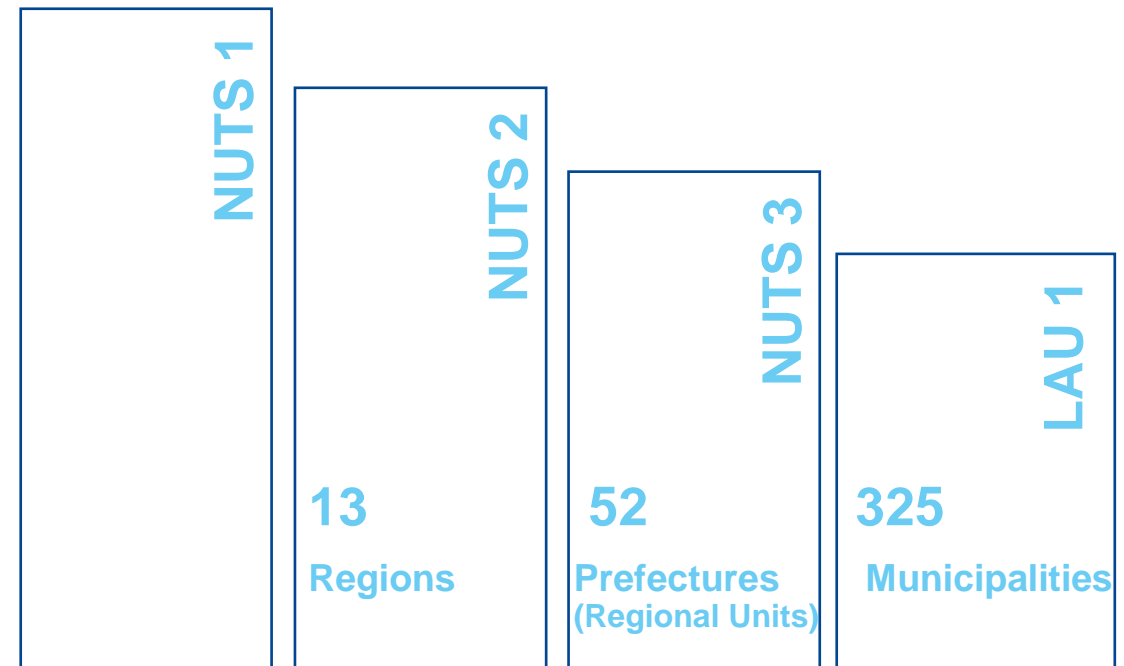 NUTS 1
NUTS 2
13
Regions
NUTS 3
52
Prefectures
(Regional Units)
LAU 1
325
Municipalities